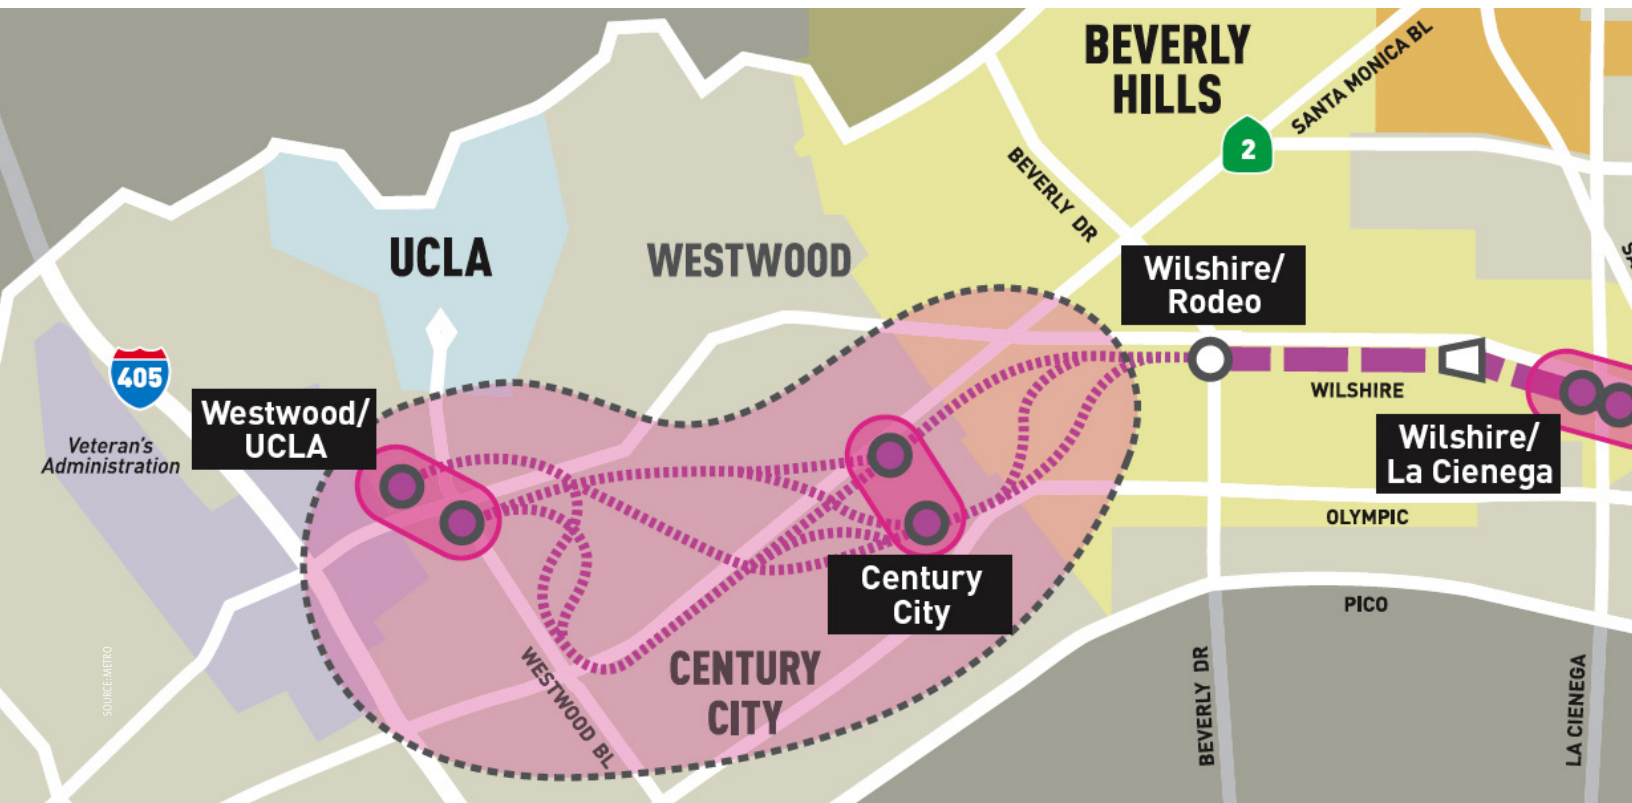 BEVERLY
HILLS
SANTA MONICA BL
2
BEVERLY DR
UCLA
WESTWOOD
Wilshire/
Rodeo
405
WILSHIRE
Westwood/
UCLA
Veteran's
Administration
Wilshire/
La Cienega
OLYMPIC
Century
City
PICO
CENTURY
CITY
WESTWOOD BL
BEVERLY DR
LA CIENEGA
SOURCE: METRO